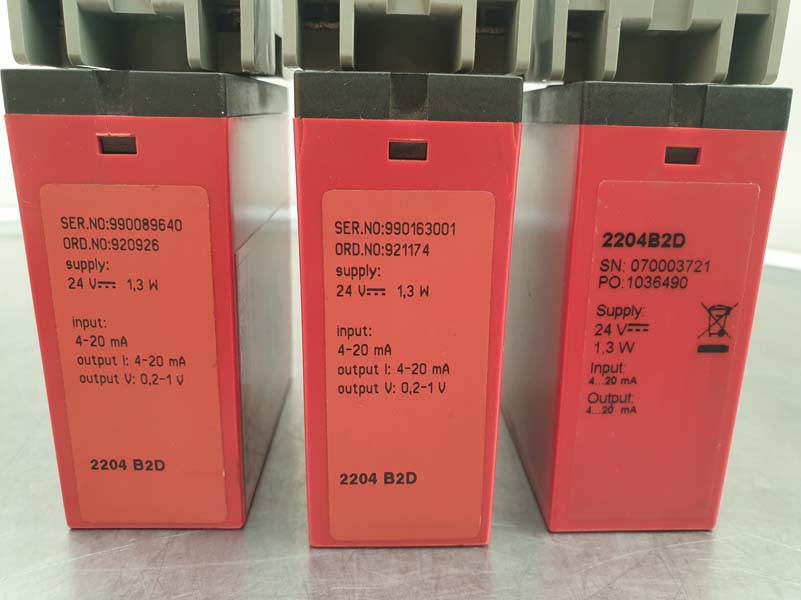 SER.NO:990089640
ORD.NO:920926
supply:
24 V⎓ 1,3 W
input:
4-20 mA
output I: 4-20 mA
output V: 0,2-1 V
2204 B2D
SER.NO:990163001
ORD.NO:921174
supply:
24 V⎓ 1,3 W
input:
4-20 mA
output I: 4-20 mA
output V: 0,2-1 V
2204 B2D
2204B2D
SN: 070003721
PO:1036490
Supply:
24 V⎓
1,3 W
Input:
4...20 mA
Output:
4...20 mA